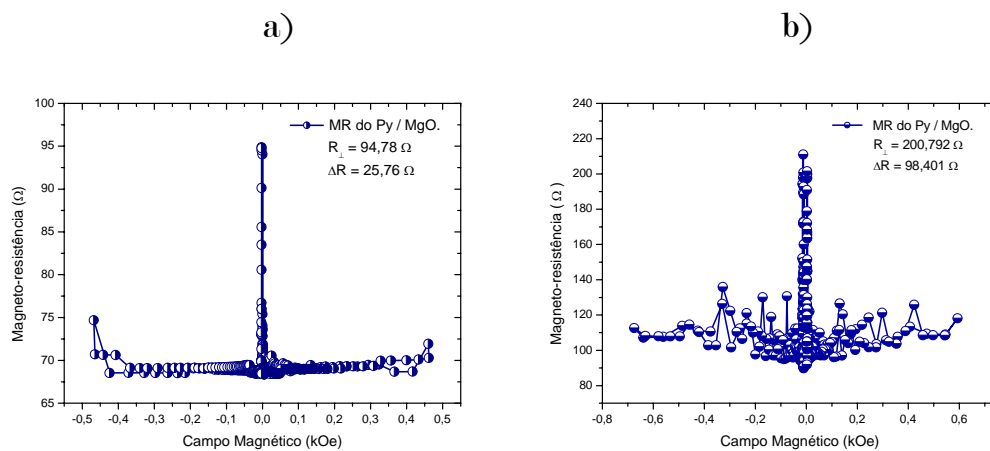 a)
b)
100
95
90
85
80
75
70
65
Magneto-resistência (Ω)
MR do Py / MgO.
R⊥ = 94,78 Ω
ΔR = 25,76 Ω
-0,5 -0,4 -0,3 -0,2 -0,1 0,0 0,1 0,2 0,3 0,4 0,5
Campo Magnético (kOe)
240
220
200
180
160
140
120
100
80
Magneto-resistência ( Ω )
MR do Py / MgO.
R⊥ = 200,792 Ω
ΔR = 98,401 Ω
-0,8 -0,6 -0,4 -0,2 0,0 0,2 0,4 0,6 0,8
Campo Magnético (kOe)